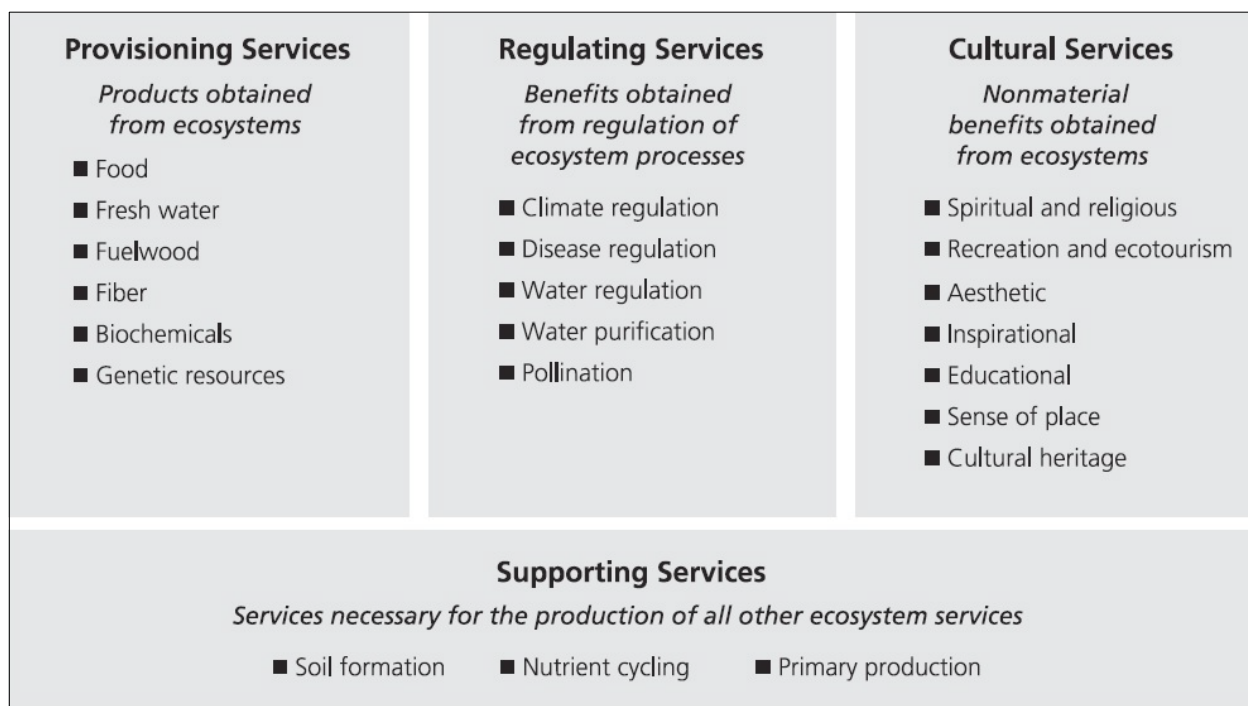 Provisioning Services
Products obtained
from ecosystems
■ Food
■ Fresh water
■ Fuelwood
■ Fiber
■ Biochemicals
■ Genetic resources
Regulating Services
Benefits obtained
from regulation of
ecosystem processes
■ Climate regulation
■ Disease regulation
■ Water regulation
■ Water purification
■ Pollination
Cultural Services
Nonmaterial
benefits obtained
from ecosystems
■ Spiritual and religious
■ Recreation and ecotourism
■ Aesthetic
■ Inspirational
■ Educational
■ Sense of place
■ Cultural heritage
Supporting Services
Services necessary for the production of all other ecosystem services
■ Soil formation ■ Nutrient cycling ■ Primary production